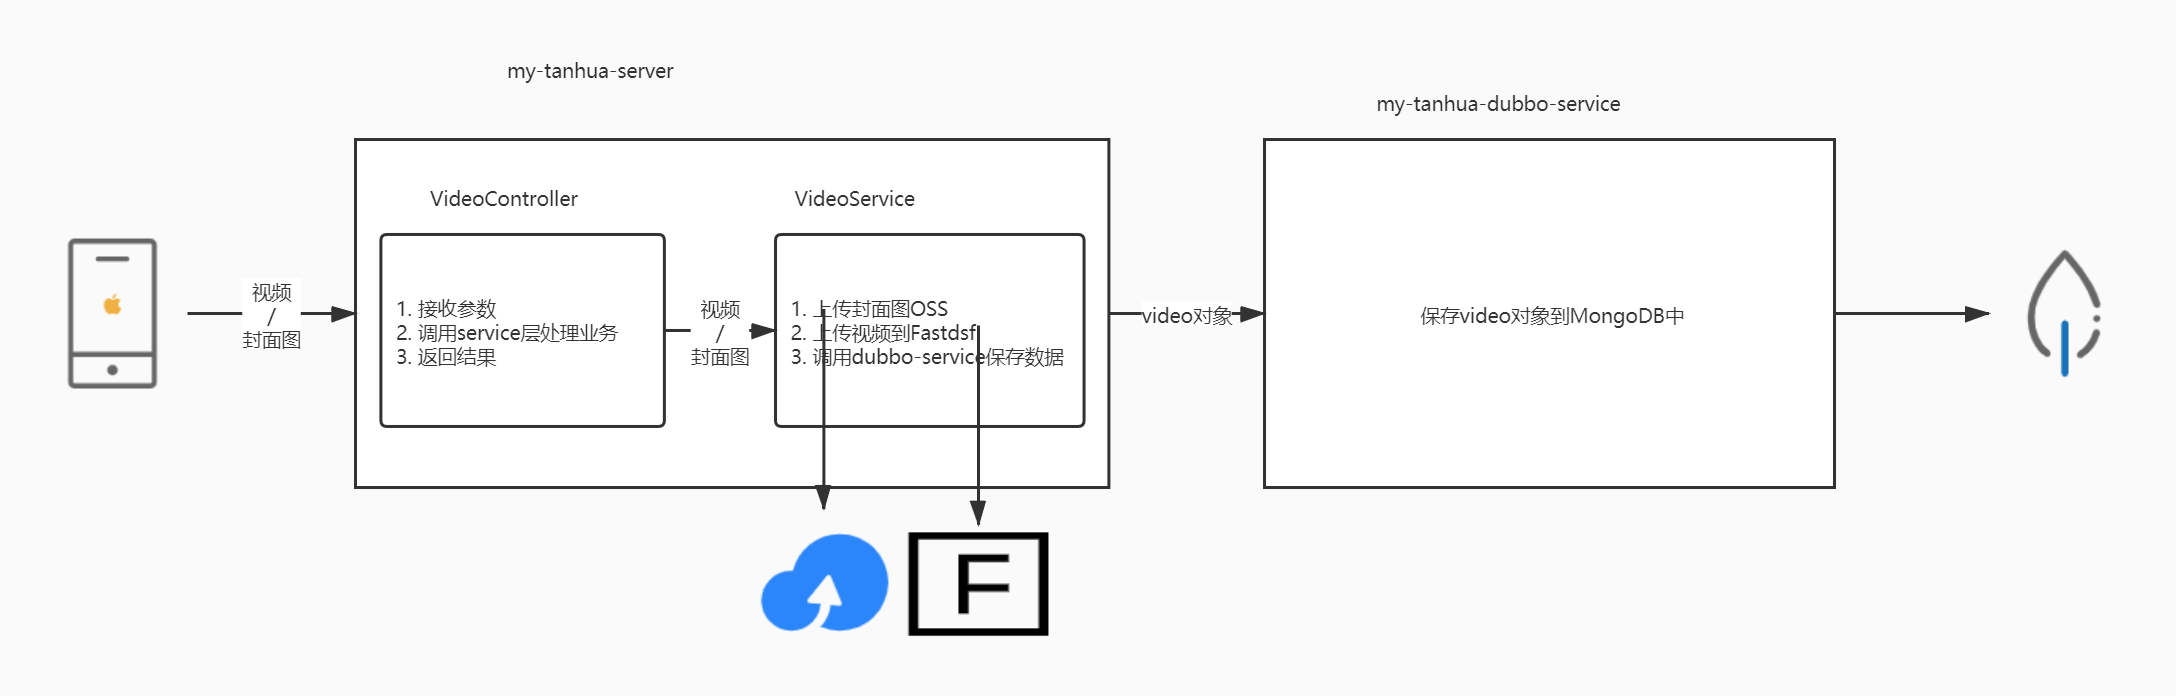 my-tanhua-server
my-tanhua-dubbo-service
VideoController
VideoService
视频
/
封面图
1. 接收参数
2. 调用service层处理业务
3. 返回结果
视频
/
封面图
1. 上传封面图OSS
2. 上传视频到Fastdsf
3. 调用dubbo-service保存数据
video对象
保存video对象到MongoDB中
F